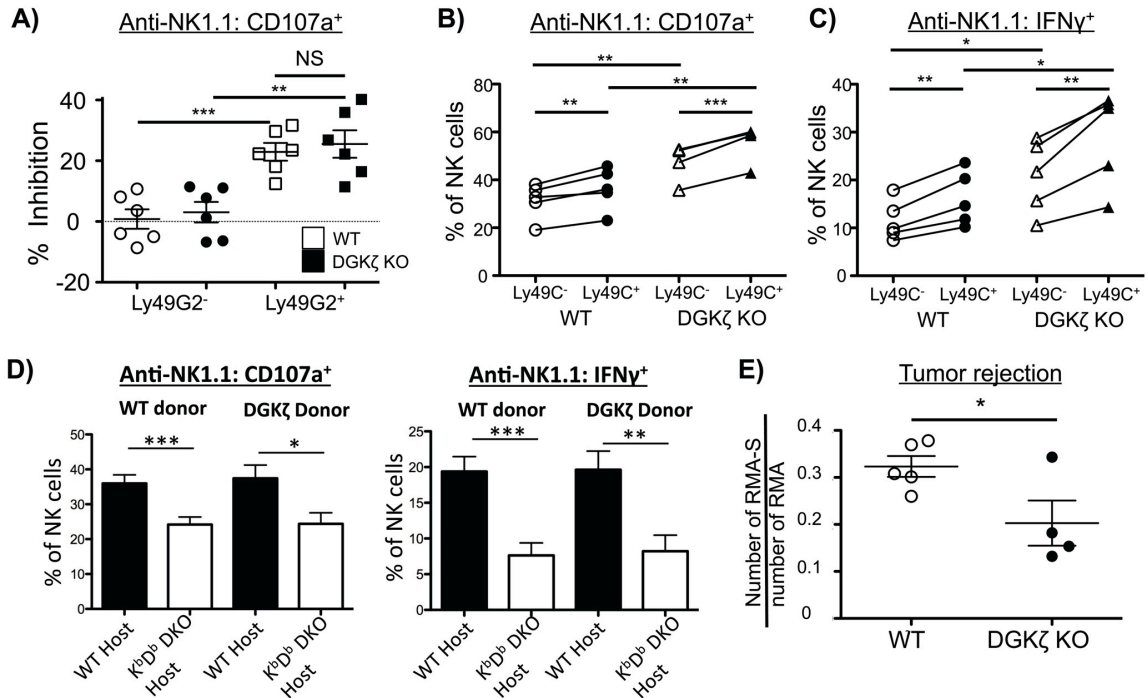 A)
Anti-NK1.1: CD107a⁺
NS
**
***
% Inhibition
40
20
0
-20
WT
DGKζ KO
Ly49G2⁻
Ly49G2⁺
B)
Anti-NK1.1: CD107a⁺
**
**
**
***
% of NK cells
80
60
40
20
0
Ly49C⁻ Ly49C⁺ Ly49C⁻ Ly49C⁺
WT
DGKζ KO
C)
Anti-NK1.1: IFNγ⁺
*
*
**
**
% of NK cells
40
30
20
10
0
Ly49C⁻ Ly49C⁺ Ly49C⁻ Ly49C⁺
WT
DGKζ KO
D)
Anti-NK1.1: CD107a⁺
WT donor
DGKζ Donor
***
*
% of NK cells
50
40
30
20
10
0
WT Host
KᵇDᵇ DKO
Host
WT Host
KᵇDᵇ DKO
Host
Anti-NK1.1: IFNγ⁺
WT donor
DGKζ Donor
***
**
% of NK cells
25
20
15
10
5
0
WT Host
KᵇDᵇ DKO
Host
WT Host
KᵇDᵇ DKO
Host
E)
Tumor rejection
*
Number of RMA-S
number of RMA
0.4
0.3
0.2
0.1
0
WT
DGKζ KO